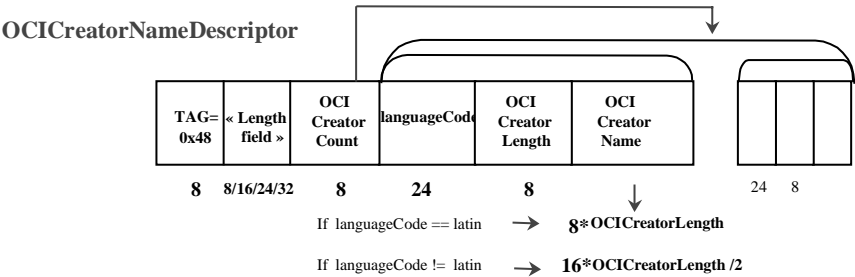 OCICreatorNameDescriptor
TAG= 0x48
« Length field »
OCI Creator Count
languageCode
OCI Creator Length
OCI Creator Name
8 8/16/24/32 8 24 8 24 8
If languageCode == latin 8*OCICreatorLength
If languageCode != latin 16*OCICreatorLength /2